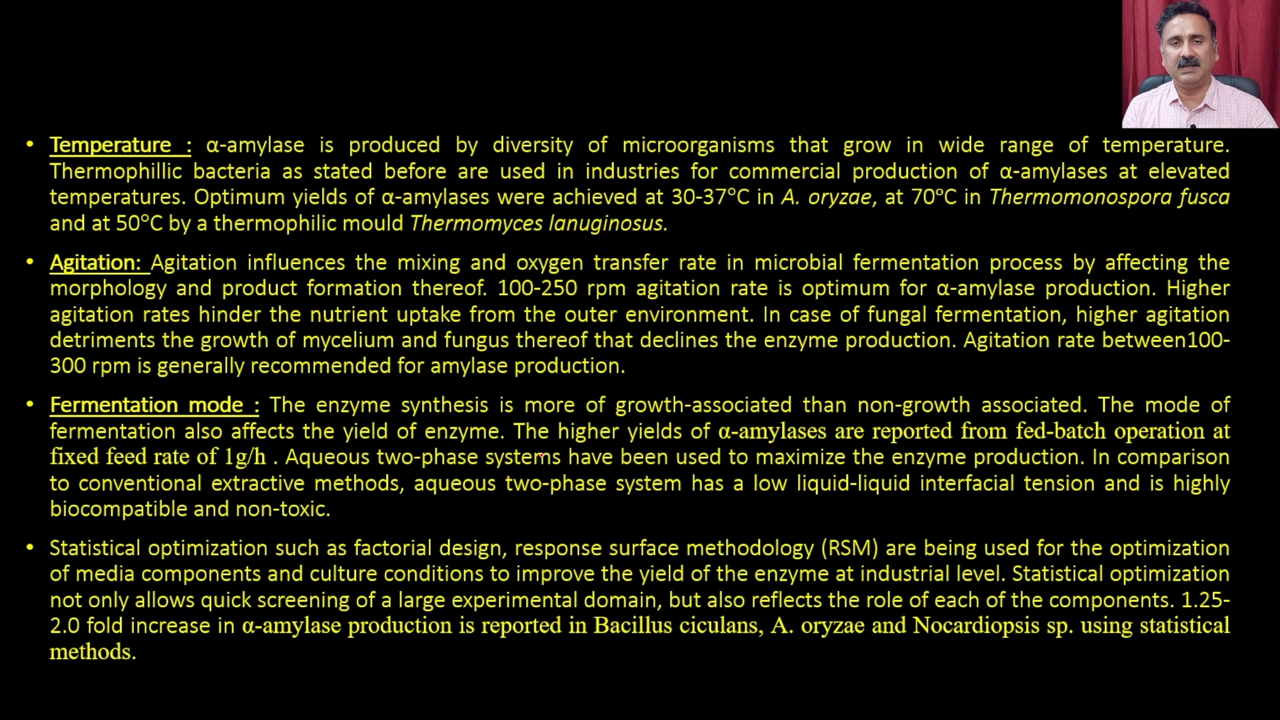 • Temperature : α-amylase is produced by diversity of microorganisms that grow in wide range of temperature.
Thermophillic bacteria as stated before are used in industries for commercial production of α-amylases at elevated
temperatures. Optimum yields of α-amylases were achieved at 30-37°C in A. oryzae, at 70°C in Thermomonospora fusca
and at 50°C by a thermophilic mould Thermomyces lanuginosus.
• Agitation: Agitation influences the mixing and oxygen transfer rate in microbial fermentation process by affecting the
morphology and product formation thereof. 100-250 rpm agitation rate is optimum for α-amylase production. Higher
agitation rates hinder the nutrient uptake from the outer environment. In case of fungal fermentation, higher agitation
detriments the growth of mycelium and fungus thereof that declines the enzyme production. Agitation rate between100-
300 rpm is generally recommended for amylase production.
• Fermentation mode : The enzyme synthesis is more of growth-associated than non-growth associated. The mode of
fermentation also affects the yield of enzyme. The higher yields of α-amylases are reported from fed-batch operation at
fixed feed rate of 1g/h . Aqueous two-phase systems have been used to maximize the enzyme production. In comparison
to conventional extractive methods, aqueous two-phase system has a low liquid-liquid interfacial tension and is highly
biocompatible and non-toxic.
• Statistical optimization such as factorial design, response surface methodology (RSM) are being used for the optimization
of media components and culture conditions to improve the yield of the enzyme at industrial level. Statistical optimization
not only allows quick screening of a large experimental domain, but also reflects the role of each of the components. 1.25-
2.0 fold increase in α-amylase production is reported in Bacillus ciculans, A. oryzae and Nocardiopsis sp. using statistical
methods.